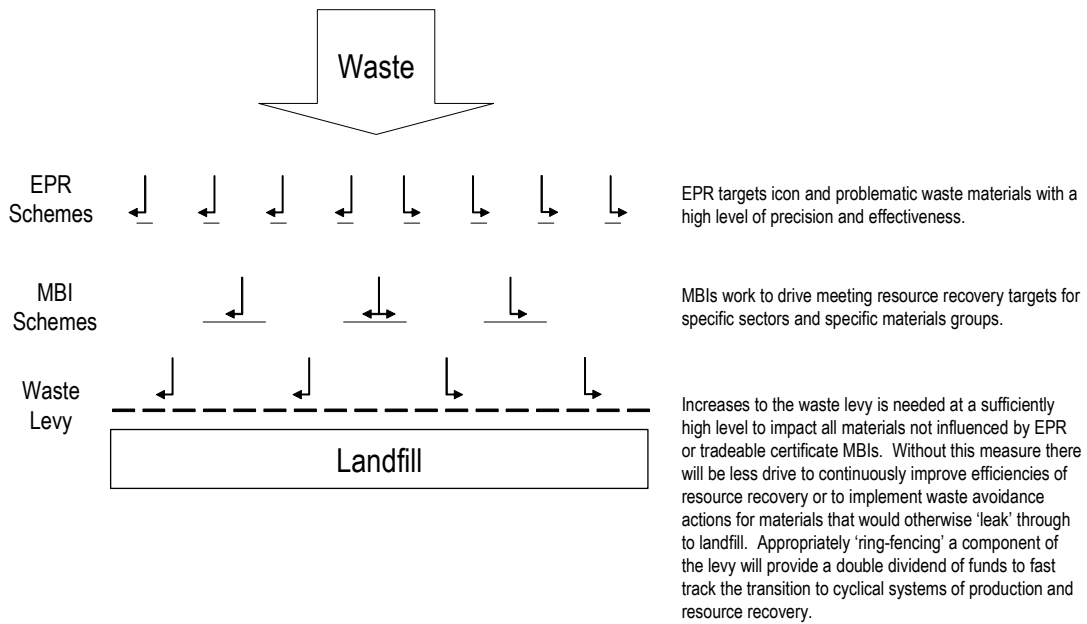 Waste
EPR
Schemes
EPR targets icon and problematic waste materials with a
high level of precision and effectiveness.
MBI
Schemes
MBIs work to drive meeting resource recovery targets for
specific sectors and specific materials groups.
Waste
Levy
Landfill
Increases to the waste levy is needed at a sufficiently
high level to impact all materials not influenced by EPR
or tradeable certificate MBIs.  Without this measure there
will be less drive to continuously improve efficiencies of
resource recovery or to implement waste avoidance
actions for materials that would otherwise ‘leak’ through
to landfill.  Appropriately ‘ring-fencing’ a component of
the levy will provide a double dividend of funds to fast
track the transition to cyclical systems of production and
resource recovery.